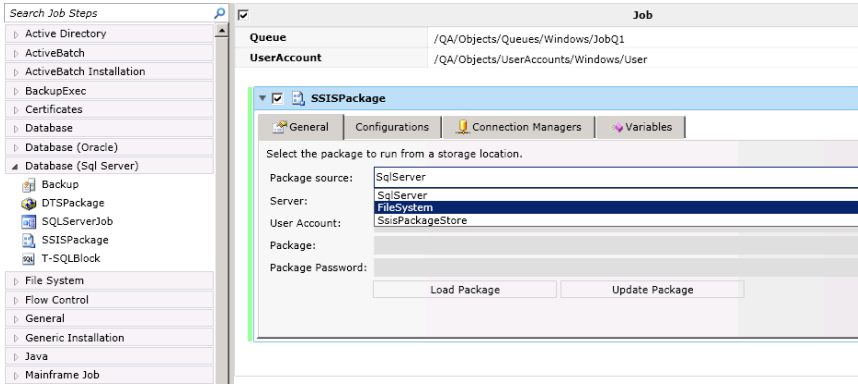 Search Job Steps
Active Directory
ActiveBatch
ActiveBatch Installation
BackupExec
Certificates
Database
Database (Oracle)
Database (Sql Server)
Backup
DTSPackage
SQLServerJob
SSISPackage
T-SQLBlock
File System
Flow Control
General
Generic Installation
Java
Mainframe Job
Job
Queue /QA/Objects/Queues/Windows/JobQ1
UserAccount /QA/Objects/UserAccounts/Windows/User
SSISPackage
General Configurations Connection Managers Variables
Select the package to run from a storage location.
Package source: SqlServer
SqlServer
Server: FileSystem
SsisPackageStore
User Account:
Package:
Package Password:
Load Package Update Package